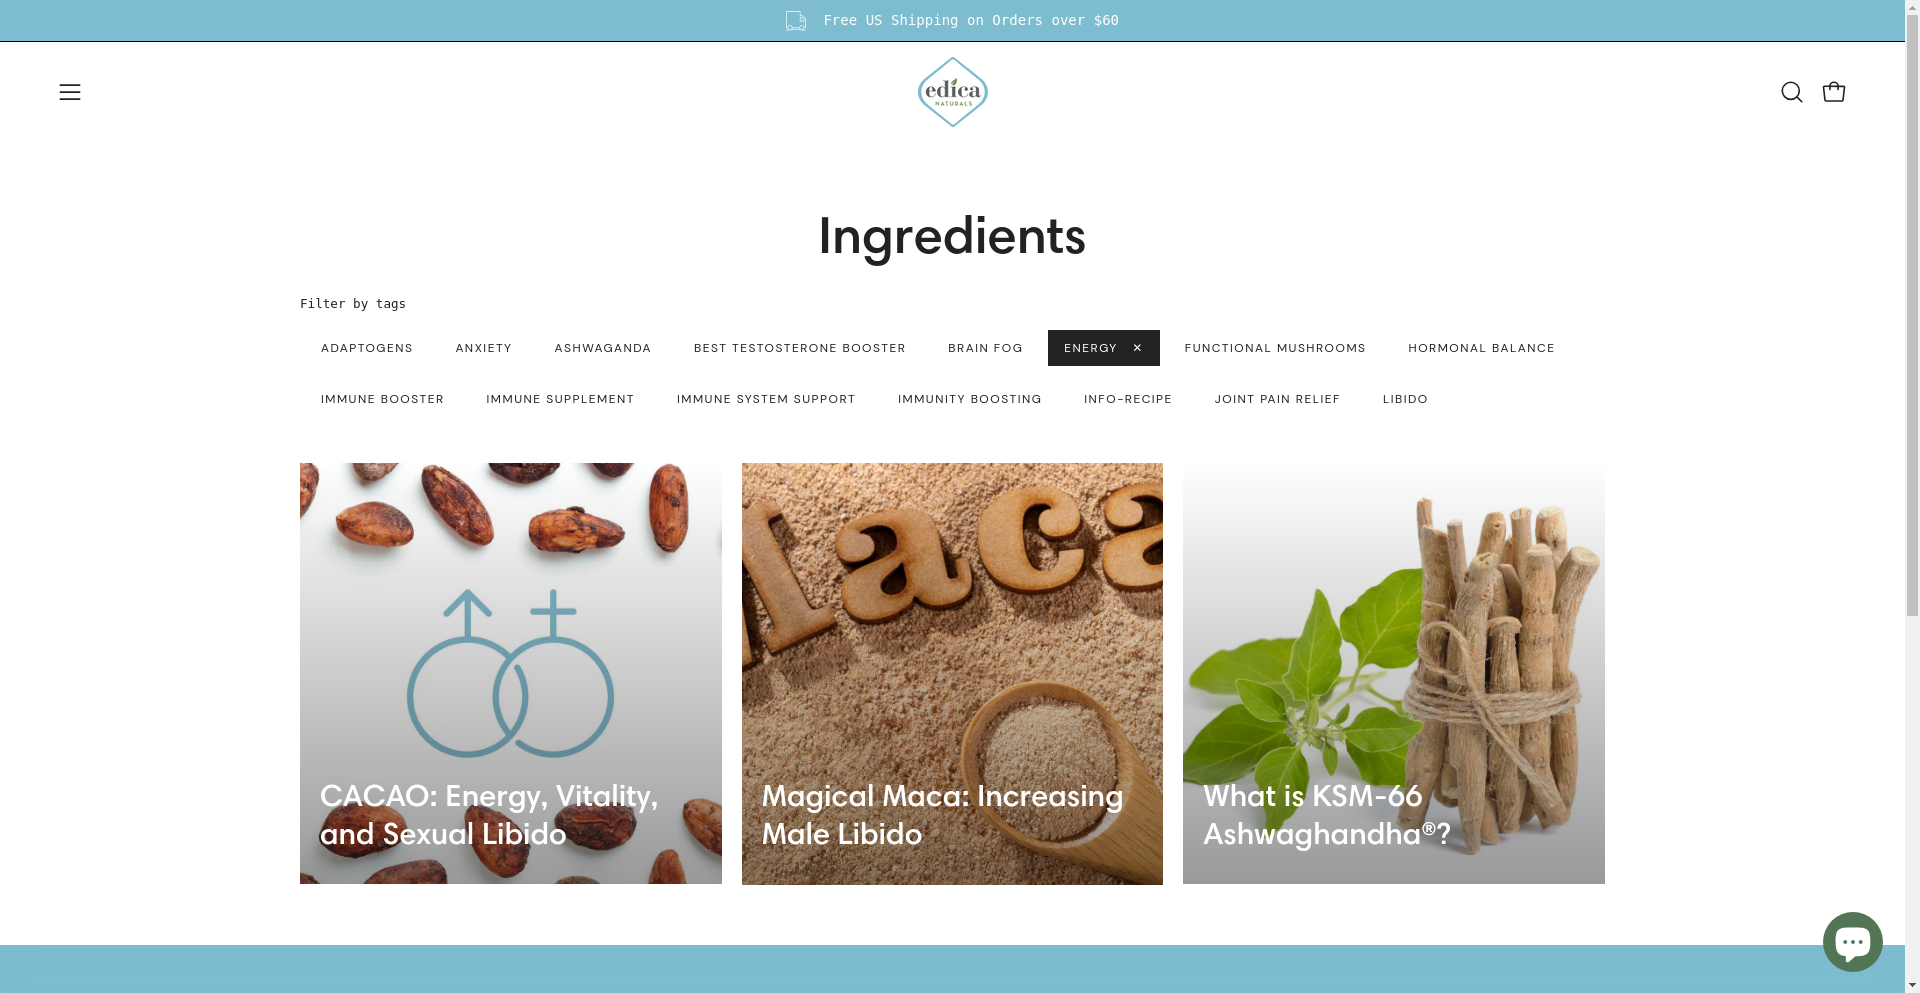 Free US Shipping on Orders over $60
edica
NATURALS
Ingredients
Filter by tags
ADAPTOGENS ANXIETY ASHWAGANDA BEST TESTOSTERONE BOOSTER BRAIN FOG ENERGY × FUNCTIONAL MUSHROOMS HORMONAL BALANCE
IMMUNE BOOSTER IMMUNE SUPPLEMENT IMMUNE SYSTEM SUPPORT IMMUNITY BOOSTING INFO-RECIPE JOINT PAIN RELIEF LIBIDO
maca
CACAO: Energy, Vitality,
and Sexual Libido
Magical Maca: Increasing
Male Libido
What is KSM-66
Ashwaghandha®?